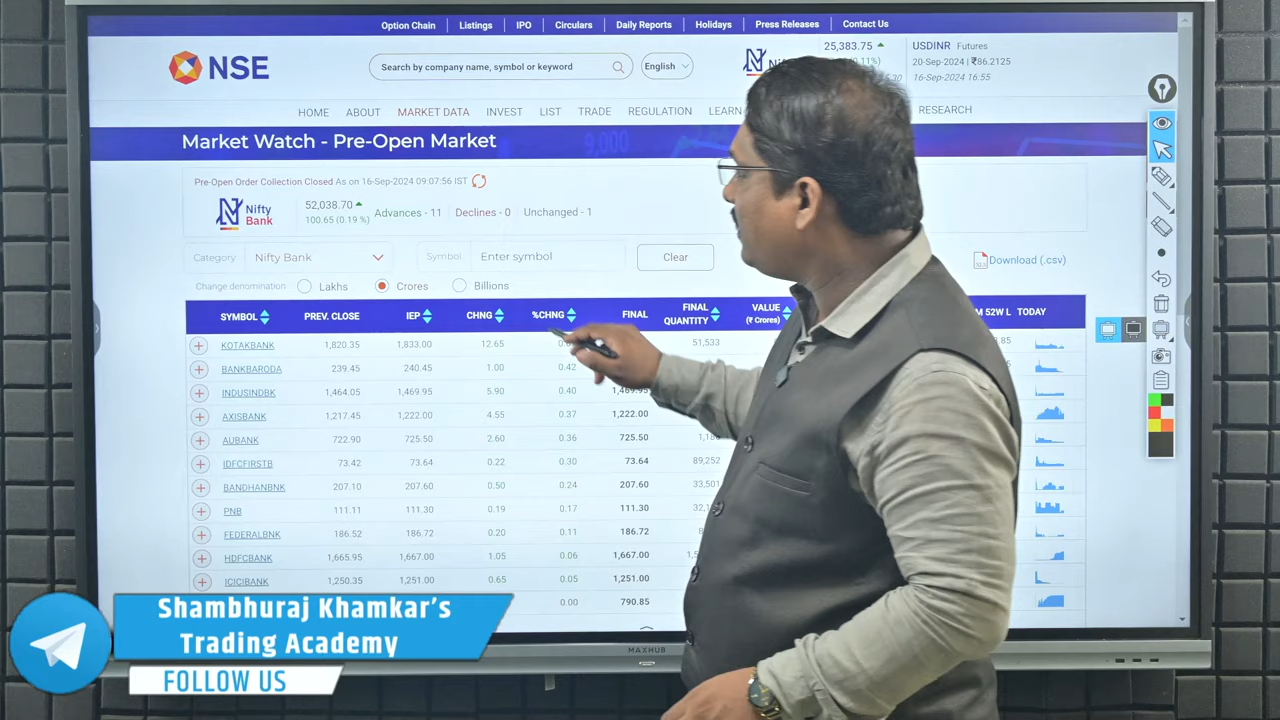 Option Chain | Listings | IPO | Circulars | Daily Reports | Holidays | Press Releases | Contact Us
NSE
Search by company name, symbol or keyword
English
25,383.75
USDINR Futures
20-Sep-2024 | ₹86.2125
16-Sep-2024 16:55
HOME ABOUT MARKET DATA INVEST LIST TRADE REGULATION LEARN RESEARCH
Market Watch - Pre-Open Market
9,000
Pre-Open Order Collection Closed As on 16-Sep-2024 09:07:56 IST
Nifty Bank
52,038.70
100.65 (0.19 %)
Advances - 11 Declines - 0 Unchanged - 1
Category Nifty Bank Symbol Enter symbol Clear
Download (.csv)
Change denomination Lakhs Crores Billions
SYMBOL PREV. CLOSE IEP CHNG %CHNG FINAL FINAL QUANTITY VALUE (₹ Crores) 52W L TODAY
KOTAKBANK 1,820.35 1,833.00 12.65 51,533
BANKBARODA 239.45 240.45 1.00 0.42
INDUSINDBK 1,464.05 1,469.95 5.90 0.40 1,469.95
AXISBANK 1,217.45 1,222.00 4.55 0.37 1,222.00
AUBANK 722.90 725.50 2.60 0.36 725.50
IDFCFIRSTB 73.42 73.64 0.22 0.30 73.64 89,252
BANDHANBNK 207.10 207.60 0.50 0.24 207.60 33,501
PNB 111.11 111.30 0.19 0.17 111.30
FEDERALBNK 186.52 186.72 0.20 0.11 186.72
HDFCBANK 1,665.95 1,667.00 1.05 0.06 1,667.00
ICICIBANK 1,250.35 1,251.00 0.65 0.05 1,251.00
0.00 790.85
MAXHUB
Shambhuraj Khamkar's
Trading Academy
FOLLOW US